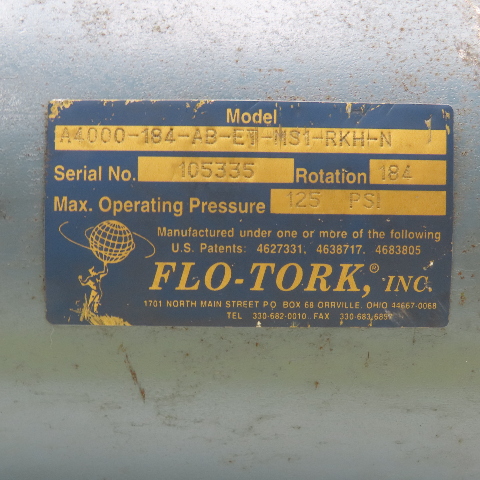 Model
A4000-184-AB-ET-MS1-RKH-N
Serial No. 105335 Rotation 184
Max. Operating Pressure 125 PSI
Manufactured under one or more of the following
U.S. Patents: 4627331, 4638717, 4683805
FLO-TORK,® INC.
1701 NORTH MAIN STREET P.O. BOX 68 ORRVILLE, OHIO 44667-0068
TEL 330-682-0010 FAX 330-683-6857